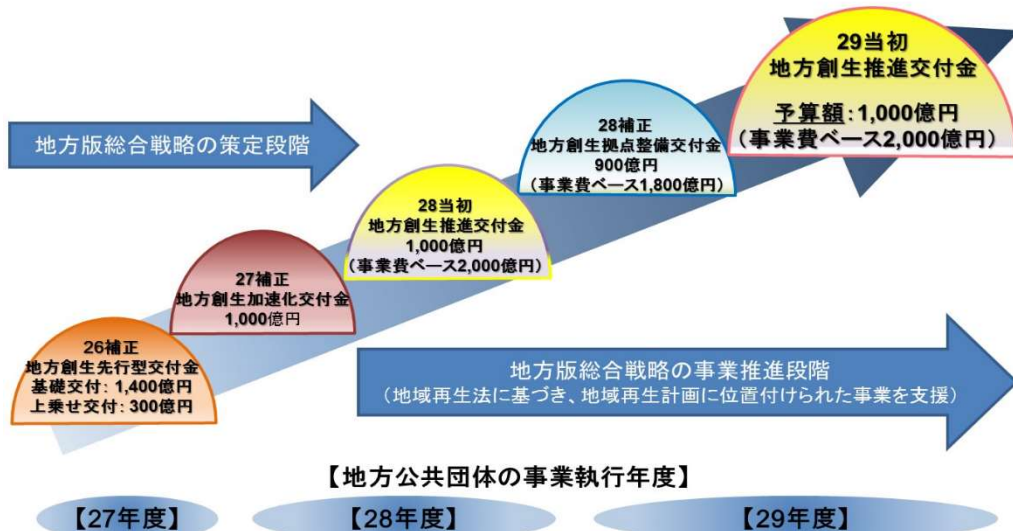 29当初
地方創生推進交付金
予算額:1,000億円
(事業費ベース2,000億円)
28補正
地方創生拠点整備交付金
900億円
(事業費ベース1,800億円)
地方版総合戦略の策定段階
28当初
地方創生推進交付金
1,000億円
(事業費ベース2,000億円)
27補正
地方創生加速化交付金
1,000億円
26補正
地方創生先行型交付金
基礎交付:1,400億円
上乗せ交付:300億円
地方版総合戦略の事業推進段階
(地域再生法に基づき、地域再生計画に位置付けられた事業を支援)
【地方公共団体の事業執行年度】
【27年度】
【28年度】
【29年度】